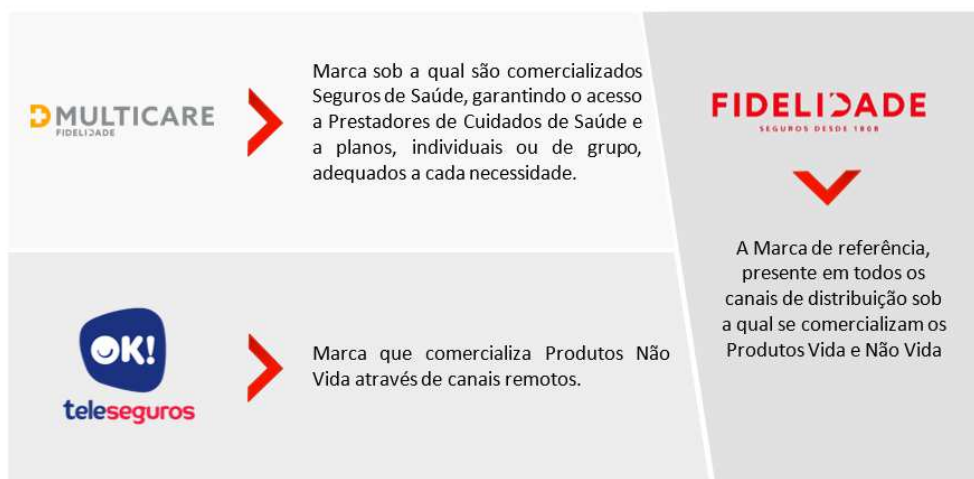 MULTICARE
FIDELIDADE
Marca sob a qual são comercializados
Seguros de Saúde, garantindo o acesso
a Prestadores de Cuidados de Saúde e
a planos, individuais ou de grupo,
adequados a cada necessidade.
OK!
teleseguros
Marca que comercializa Produtos Não
Vida através de canais remotos.
FIDELIDADE
SEGUROS DESDE 1808
A Marca de referência,
presente em todos os
canais de distribuição sob
a qual se comercializam os
Produtos Vida e Não Vida